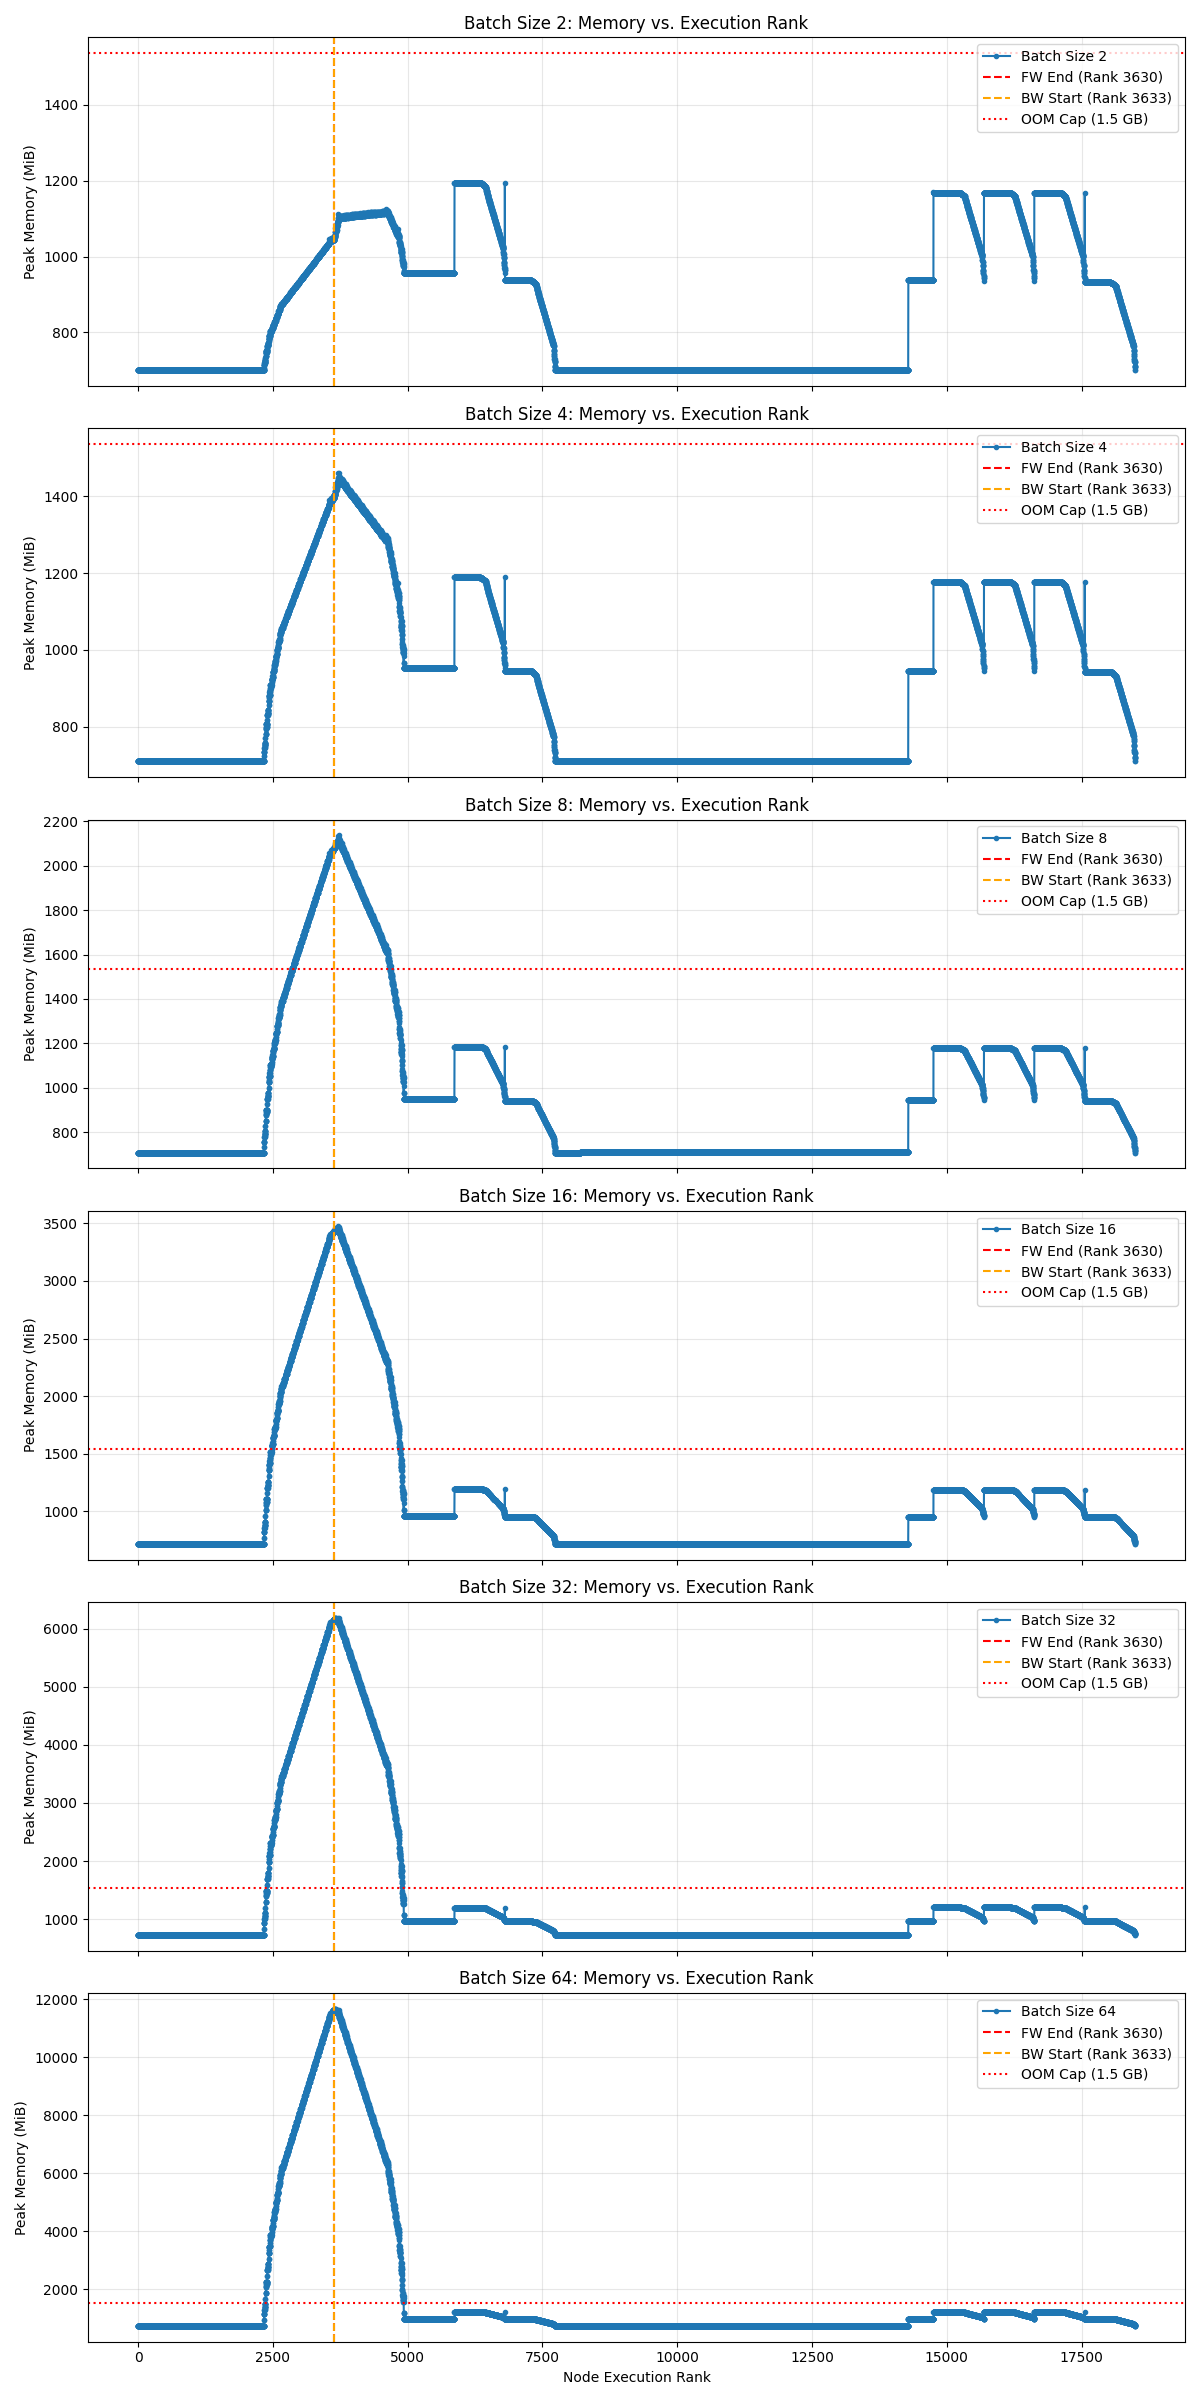 Batch Size 2: Memory vs. Execution Rank
Peak Memory (MiB)
1400
1200
1000
800
Batch Size 2
FW End (Rank 3630)
BW Start (Rank 3633)
OOM Cap (1.5 GB)
Batch Size 4: Memory vs. Execution Rank
Peak Memory (MiB)
1400
1200
1000
800
Batch Size 4
FW End (Rank 3630)
BW Start (Rank 3633)
OOM Cap (1.5 GB)
Batch Size 8: Memory vs. Execution Rank
Peak Memory (MiB)
2200
2000
1800
1600
1400
1200
1000
800
Batch Size 8
FW End (Rank 3630)
BW Start (Rank 3633)
OOM Cap (1.5 GB)
Batch Size 16: Memory vs. Execution Rank
Peak Memory (MiB)
3500
3000
2500
2000
1500
1000
Batch Size 16
FW End (Rank 3630)
BW Start (Rank 3633)
OOM Cap (1.5 GB)
Batch Size 32: Memory vs. Execution Rank
Peak Memory (MiB)
6000
5000
4000
3000
2000
1000
Batch Size 32
FW End (Rank 3630)
BW Start (Rank 3633)
OOM Cap (1.5 GB)
Batch Size 64: Memory vs. Execution Rank
Peak Memory (MiB)
12000
10000
8000
6000
4000
2000
Batch Size 64
FW End (Rank 3630)
BW Start (Rank 3633)
OOM Cap (1.5 GB)
0 2500 5000 7500 10000 12500 15000 17500
Node Execution Rank